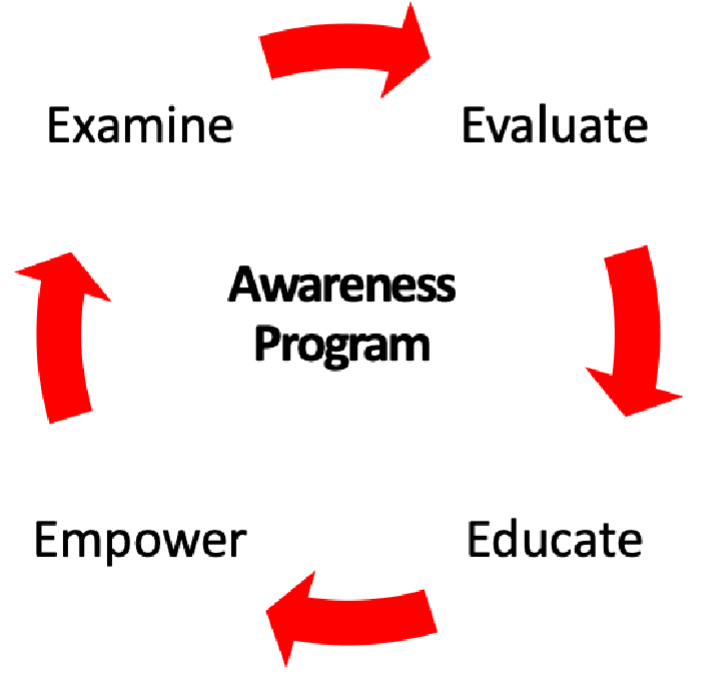 Examine
Evaluate
Awareness
Program
Empower
Educate